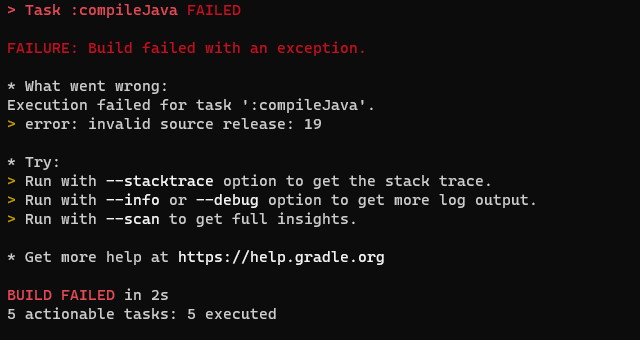 > Task :compileJava FAILED
FAILURE: Build failed with an exception.
* What went wrong:
Execution failed for task ':compileJava'.
> error: invalid source release: 19
* Try:
> Run with --stacktrace option to get the stack trace.
> Run with --info or --debug option to get more log output.
> Run with --scan to get full insights.
* Get more help at https://help.gradle.org
BUILD FAILED in 2s
5 actionable tasks: 5 executed